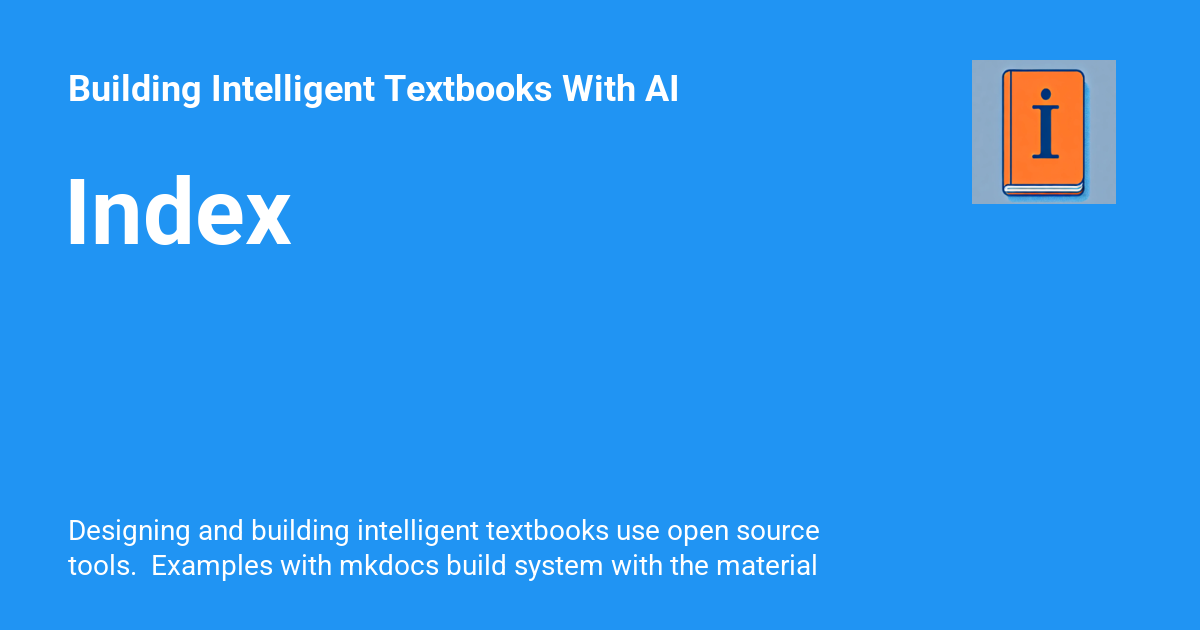 Building Intelligent Textbooks With AI
i
Index
Designing and building intelligent textbooks use open source
tools.  Examples with mkdocs build system with the material